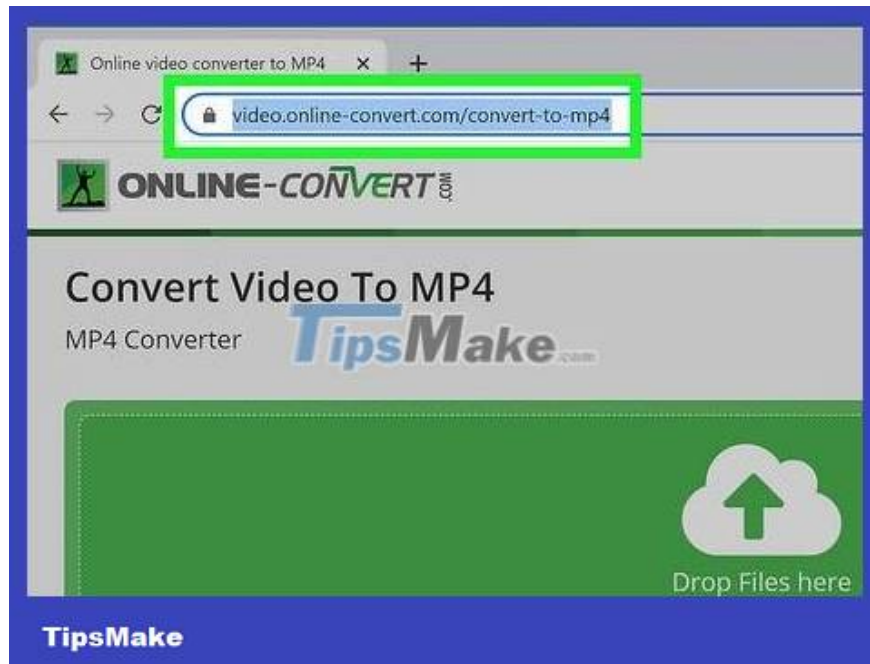 Online video converter to MP4
video.online-convert.com/convert-to-mp4
ONLINE-CONVERT.COM
Convert Video To MP4
MP4 Converter
TipsMake.com
Drop Files here
TipsMake